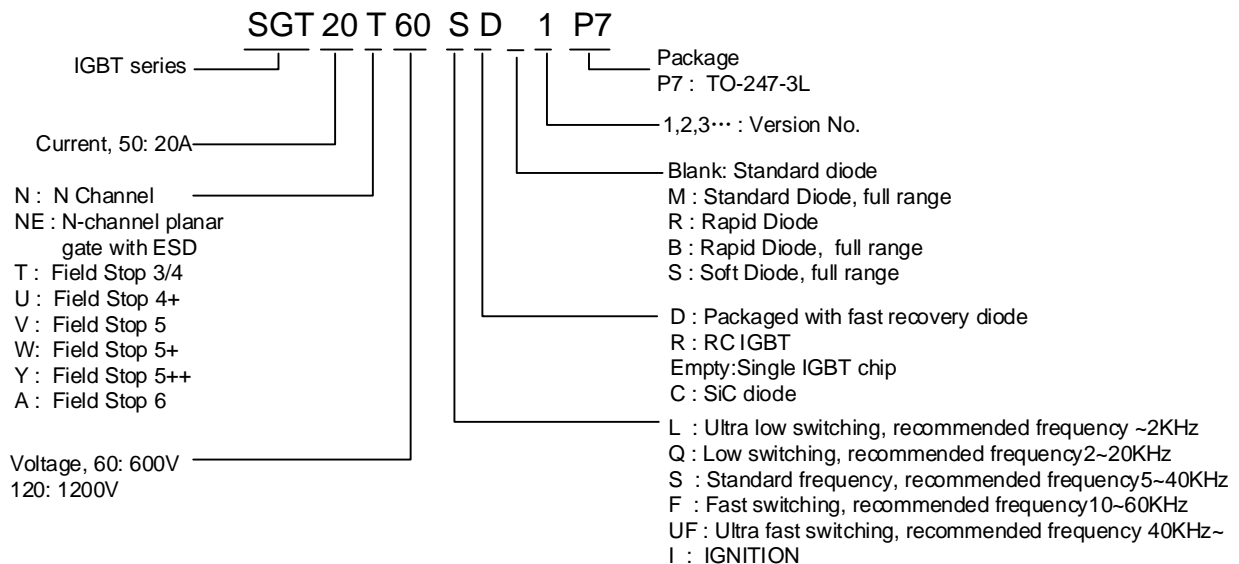 SGT 20 T 60 S D _ 1 P7
IGBT series
Current, 50: 20A
N : N Channel
NE : N-channel planar
gate with ESD
T : Field Stop 3/4
U : Field Stop 4+
V : Field Stop 5
W: Field Stop 5+
Y : Field Stop 5++
A : Field Stop 6
Voltage, 60: 600V
120: 1200V
Package
P7 : TO-247-3L
1,2,3··· : Version No.
Blank: Standard diode
M : Standard Diode, full range
R : Rapid Diode
B : Rapid Diode, full range
S : Soft Diode, full range
D : Packaged with fast recovery diode
R : RC IGBT
Empty:Single IGBT chip
C : SiC diode
L : Ultra low switching, recommended frequency ~2KHz
Q : Low switching, recommended frequency2~20KHz
S : Standard frequency, recommended frequency5~40KHz
F : Fast switching, recommended frequency10~60KHz
UF : Ultra fast switching, recommended frequency 40KHz~
I : IGNITION